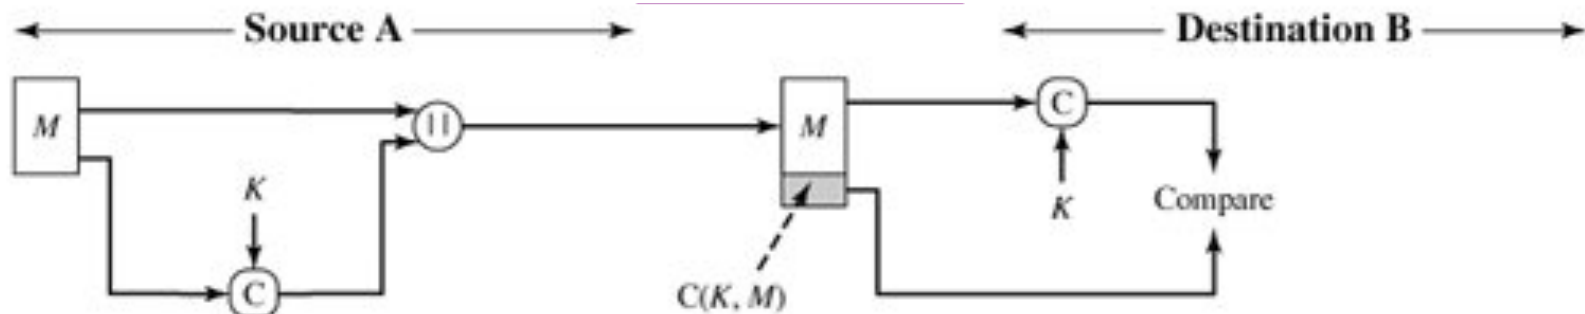 Source A
Destination B
M
||
M
C
K
K
Compare
C
C(K, M)